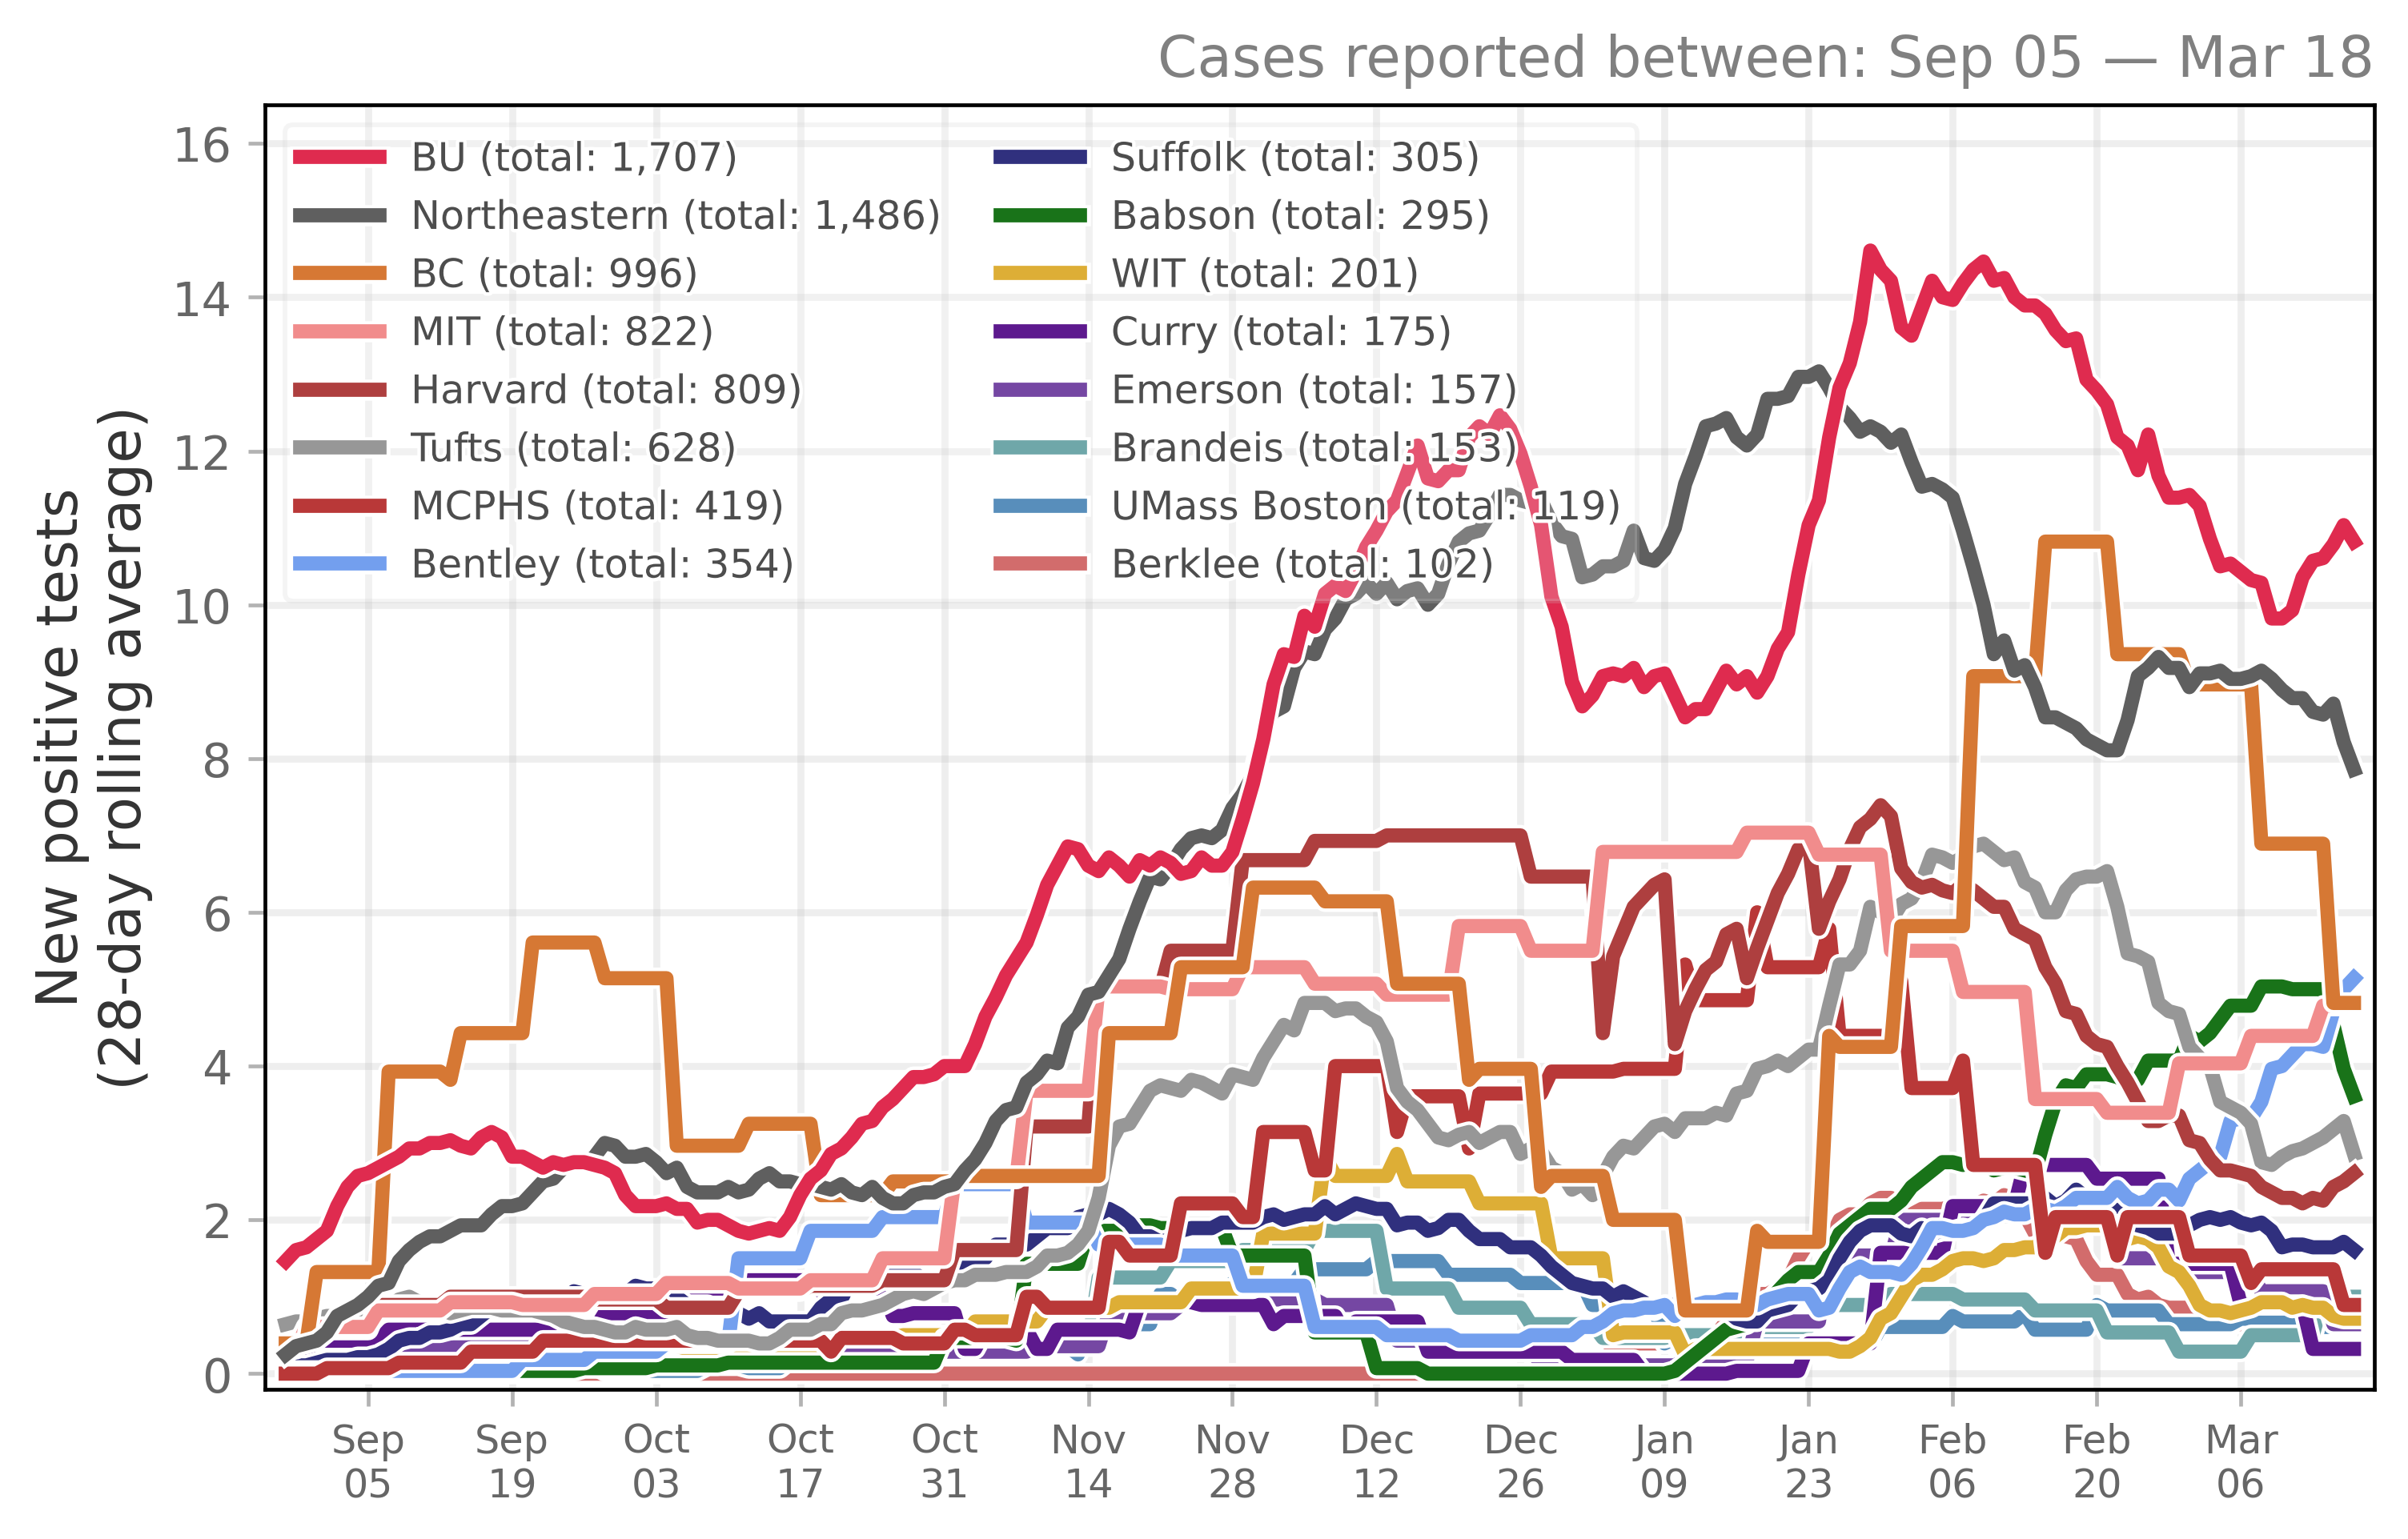 Cases reported between: Sep 05 — Mar 18
New positive tests
(28-day rolling average)
16
14
12
10
8
6
4
2
0
BU (total: 1,707)
Northeastern (total: 1,486)
BC (total: 996)
MIT (total: 822)
Harvard (total: 809)
Tufts (total: 628)
MCPHS (total: 419)
Bentley (total: 354)
Suffolk (total: 305)
Babson (total: 295)
WIT (total: 201)
Curry (total: 175)
Emerson (total: 157)
Brandeis (total: 153)
UMass Boston (total: 119)
Berklee (total: 102)
Sep
05
Sep
19
Oct
03
Oct
17
Oct
31
Nov
14
Nov
28
Dec
12
Dec
26
Jan
09
Jan
23
Feb
06
Feb
20
Mar
06